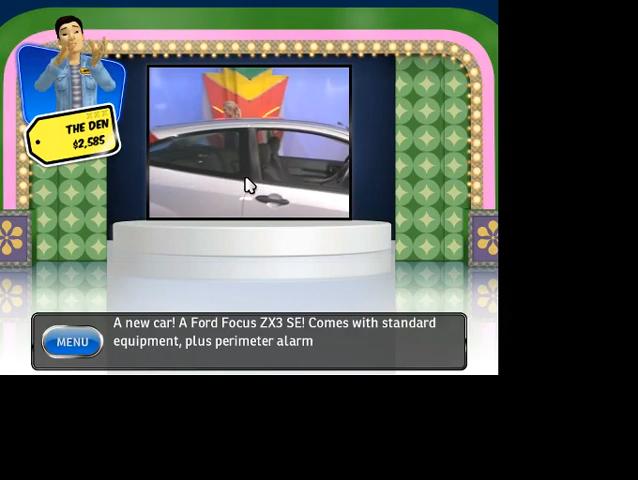 THE DEN
$2,585
A new car! A Ford Focus ZX3 SE! Comes with standard
equipment, plus perimeter alarm
MENU